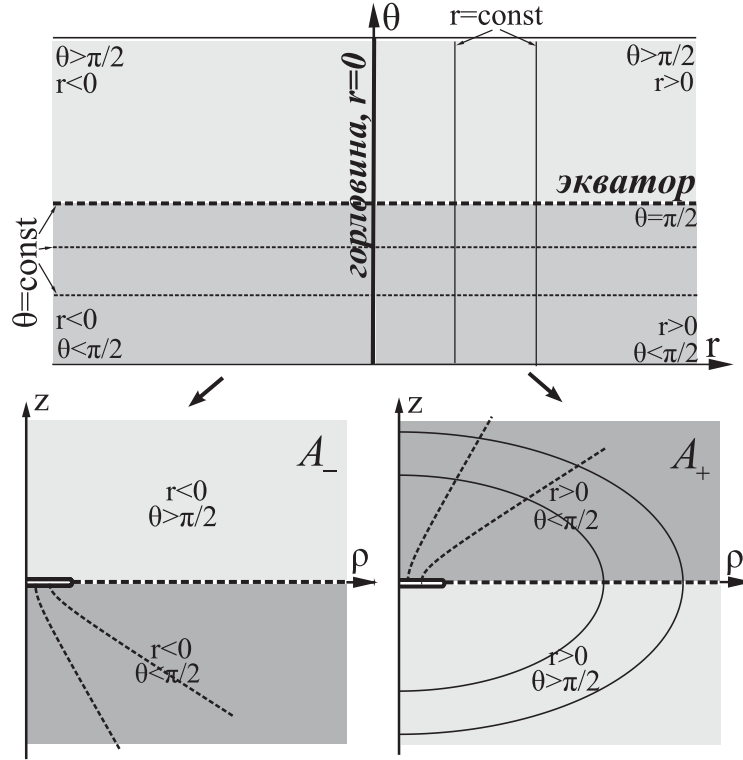 θ
r=const
θ>π/2
r<0
θ>π/2
r>0
горловина, r=0
экватор
θ=π/2
θ=const
r<0
θ<π/2
r>0
θ<π/2
r
z
A₋
r<0
θ>π/2
ρ
r<0
θ<π/2
z
A₊
r>0
θ<π/2
ρ
r>0
θ>π/2